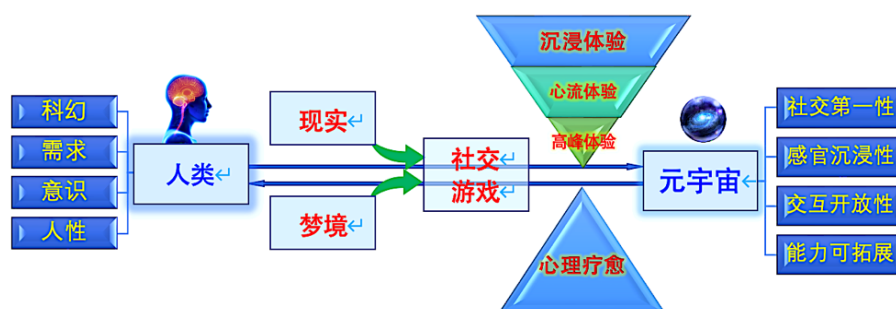 科幻
需求
意识
人性
人类↵
现实↵
梦境↵
社交↵
游戏↵
沉浸体验
心流体验
高峰体验
心理疗愈
元宇宙↵
社交第一性
感官沉浸性
交互开放性
能力可拓展